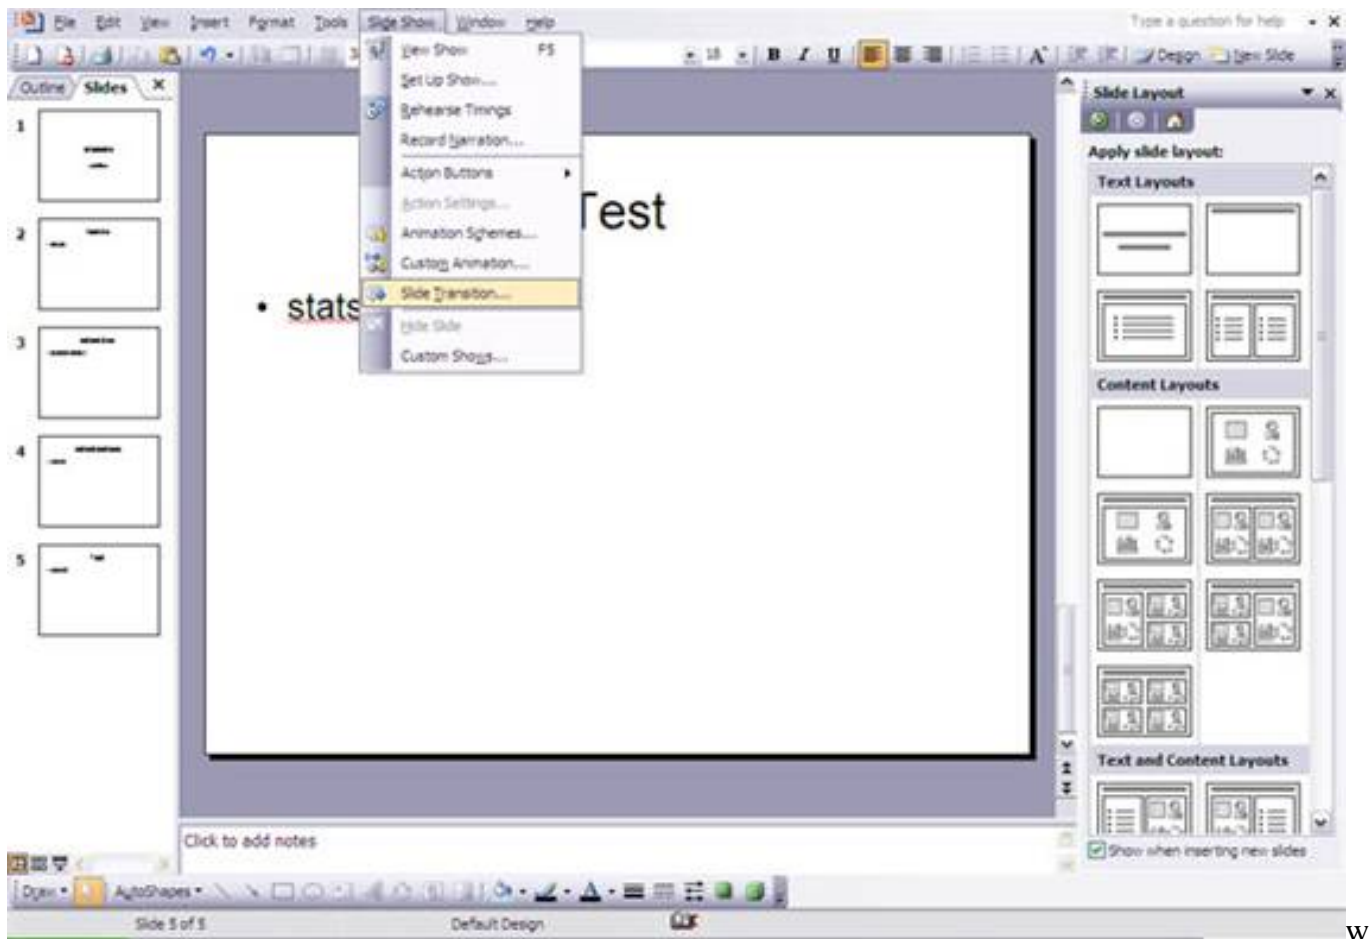 File Edit View Insert Format Tools Slide Show Window Help Type a question for help
18 B I U A Design New Slide
Outline Slides
View Show F5
Set Up Show...
Rehearse Timings
Record Narration...
Action Buttons
Action Settings...
Animation Schemes...
Custom Animation...
Slide Transition...
Hide Slide
Custom Shows...
1
2
3
4
5
Test
• stats
Click to add notes
Slide Layout
Apply slide layout:
Text Layouts
Content Layouts
Text and Content Layouts
Show when inserting new slides
Draw AutoShapes A
Slide 5 of 5 Default Design
w